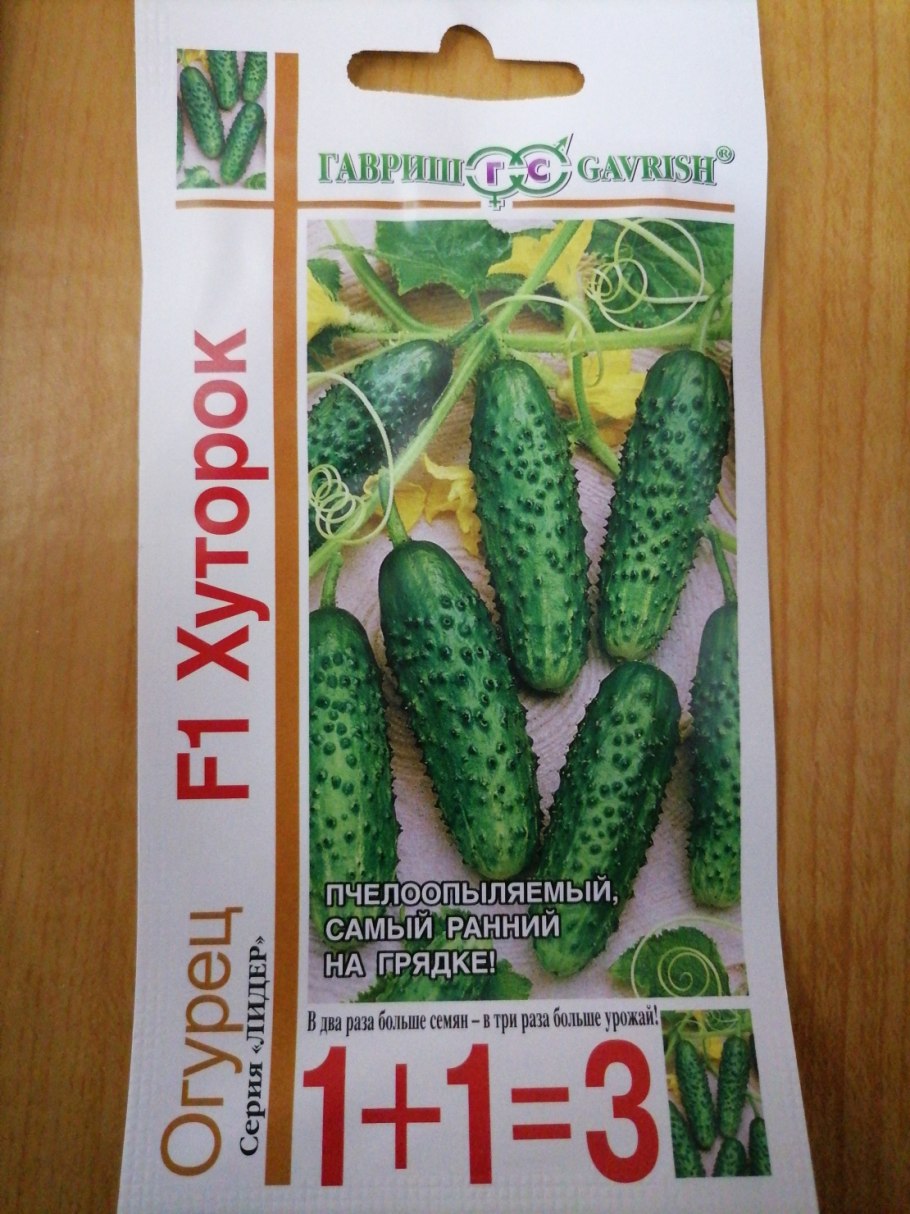 ГАВРИШ ГС GAVRISH®
Огурец
F1 Хуторок
Серия «ЛИДЕР»
ПЧЕЛООПЫЛЯЕМЫЙ,
САМЫЙ РАННИЙ
НА ГРЯДКЕ!
В два раза больше семян – в три раза больше урожай!
1+1=3